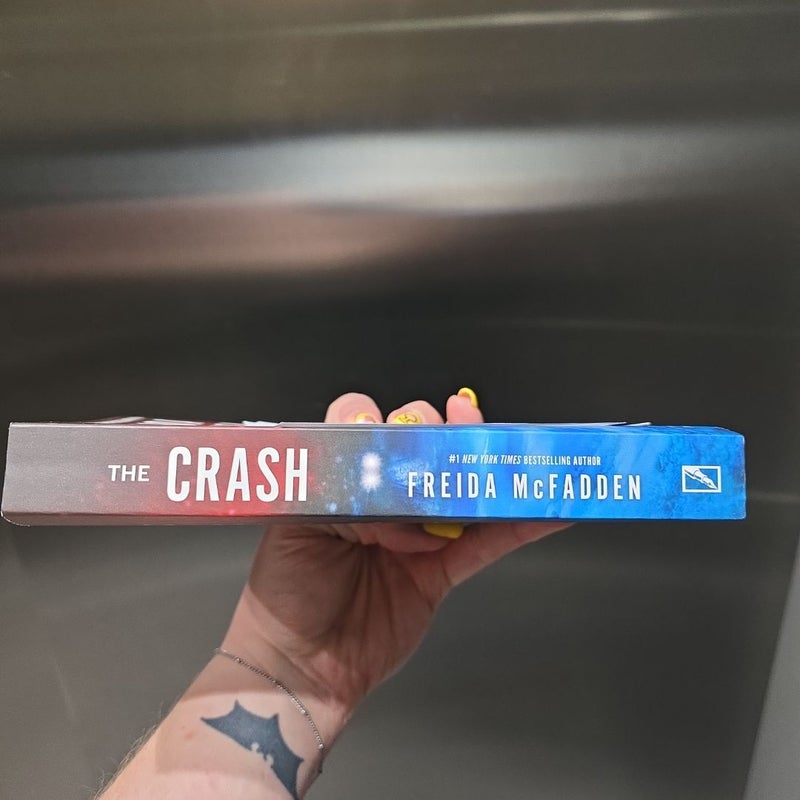 THE CRASH
#1 NEW YORK TIMES BESTSELLING AUTHOR
FREIDA McFADDEN